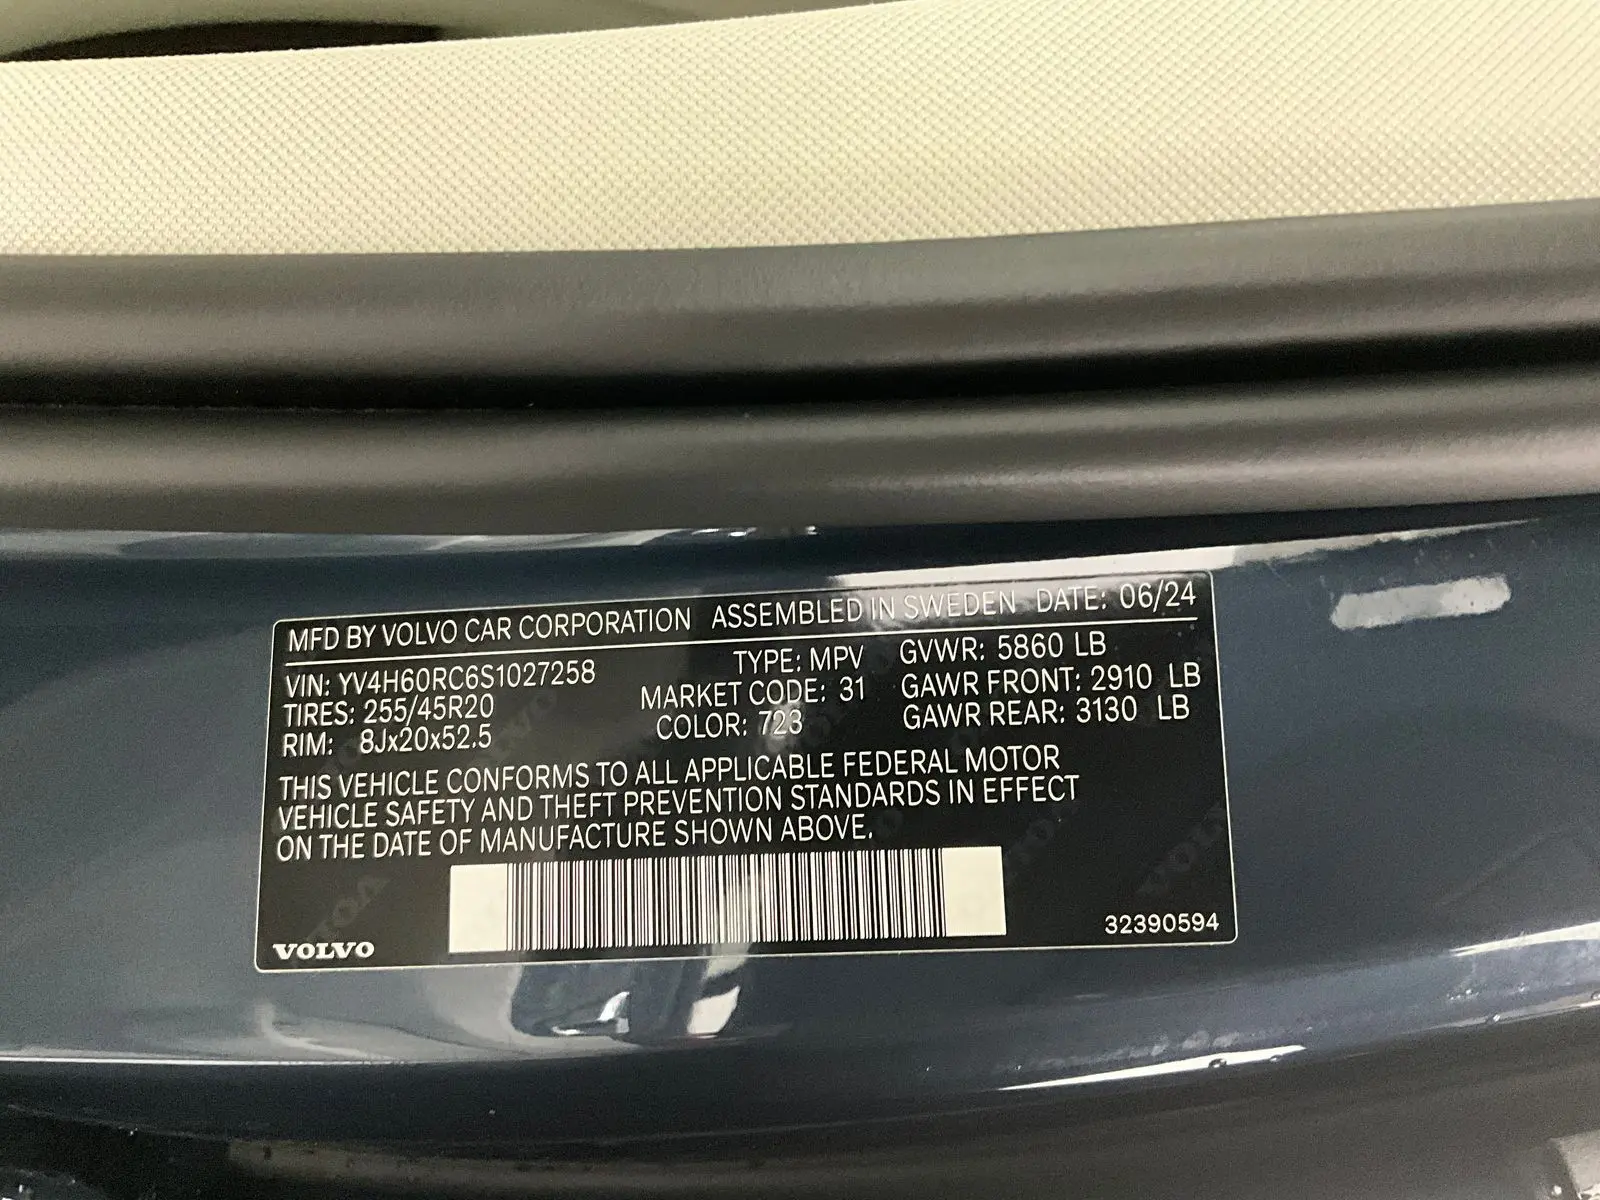 MFD BY VOLVO CAR CORPORATION ASSEMBLED IN SWEDEN DATE: 06/24
VIN: YV4H60RC6S1027258 TYPE: MPV GVWR: 5860 LB
TIRES: 255/45R20 MARKET CODE: 31 GAWR FRONT: 2910 LB
RIM: 8Jx20x52.5 COLOR: 723 GAWR REAR: 3130 LB
THIS VEHICLE CONFORMS TO ALL APPLICABLE FEDERAL MOTOR
VEHICLE SAFETY AND THEFT PREVENTION STANDARDS IN EFFECT
ON THE DATE OF MANUFACTURE SHOWN ABOVE.
VOLVO 32390594